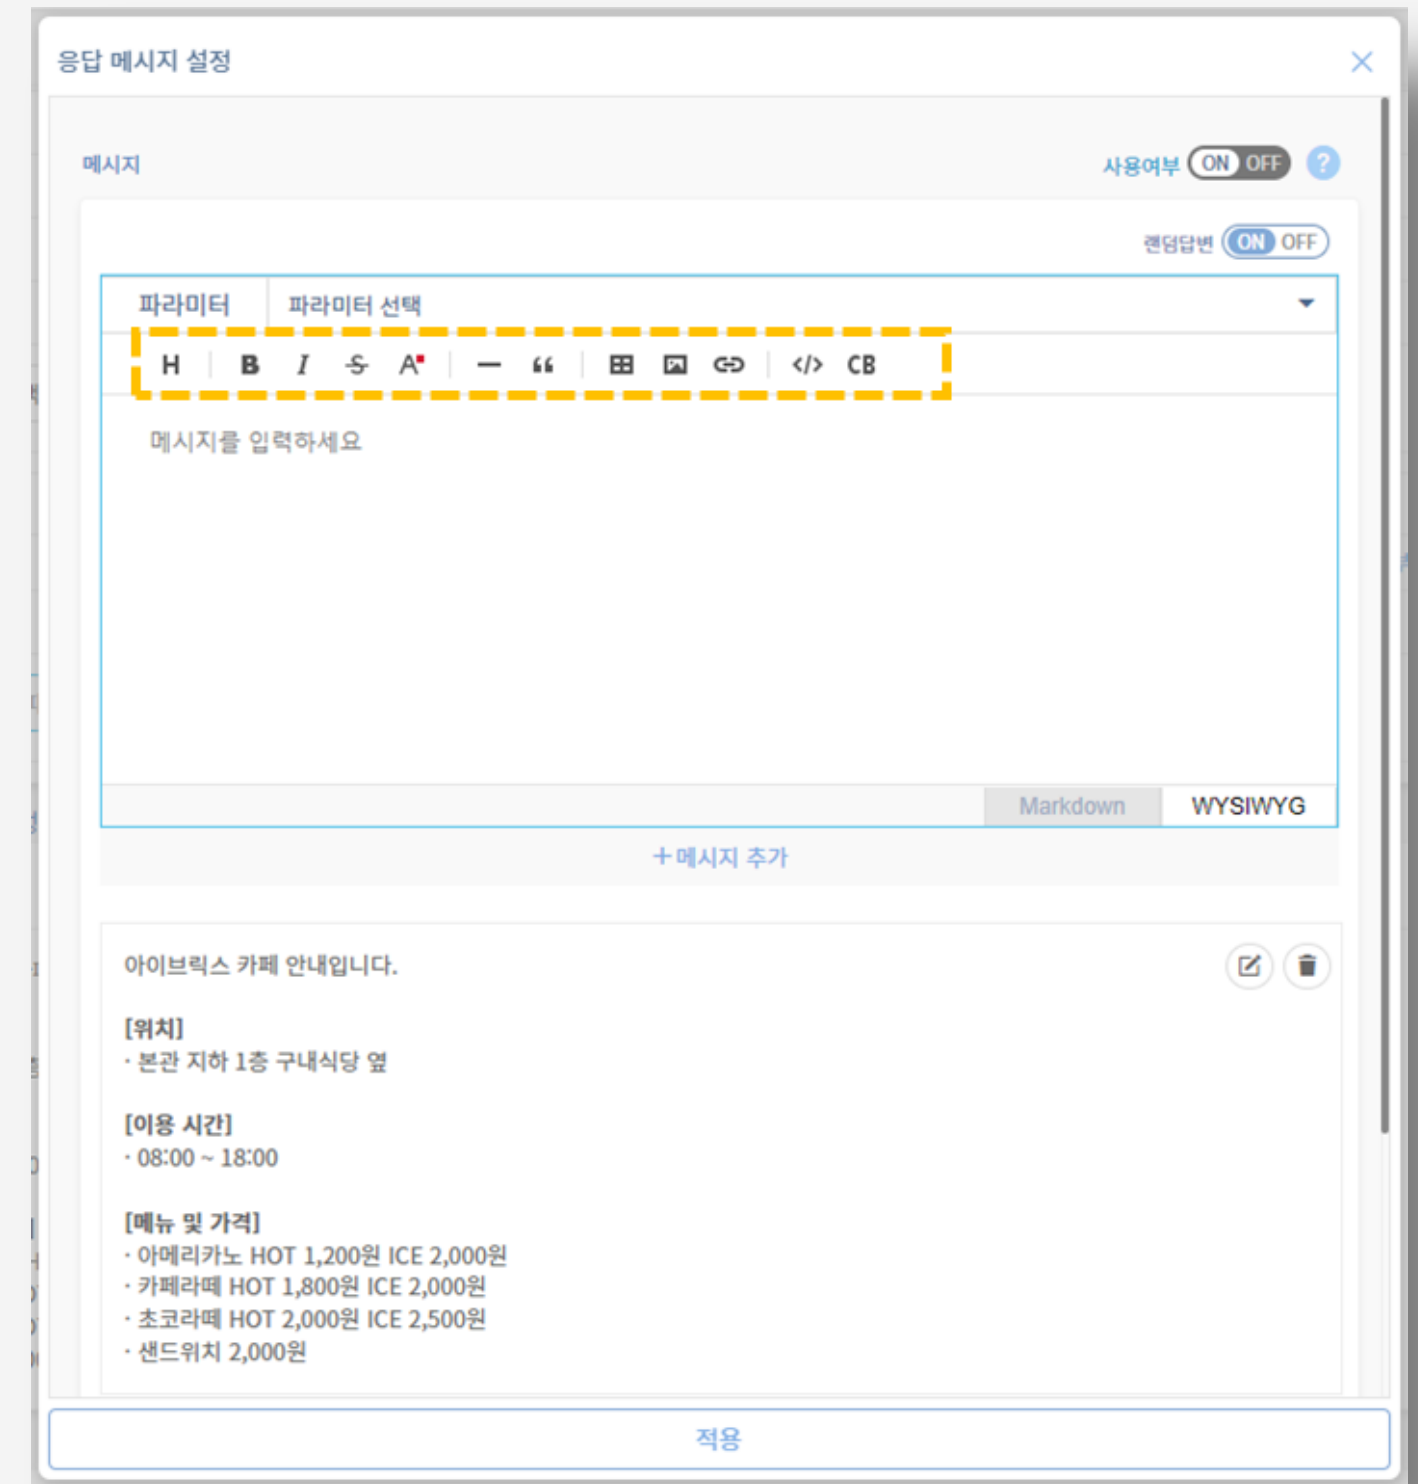 응답 메시지 설정
메시지
사용여부 ON OFF ?
랜덤답변 ON OFF
파라미터 파라미터 선택
H B I S A — “ </> CB
메시지를 입력하세요
Markdown WYSIWYG
+메시지 추가
아이브릭스 카페 안내입니다.
[위치]
· 본관 지하 1층 구내식당 옆
[이용 시간]
· 08:00 ~ 18:00
[메뉴 및 가격]
· 아메리카노 HOT 1,200원 ICE 2,000원
· 카페라떼 HOT 1,800원 ICE 2,000원
· 초코라떼 HOT 2,000원 ICE 2,500원
· 샌드위치 2,000원
적용